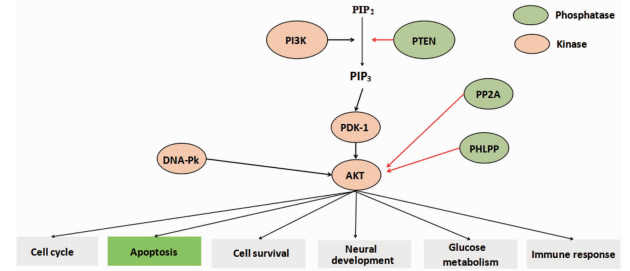 PIP2
Phosphatase
PI3K
PTEN
Kinase
PIP3
PP2A
PDK-1
PHLPP
DNA-Pk
AKT
Cell cycle
Apoptosis
Cell survival
Neural
development
Glucose
metabolism
Immune response